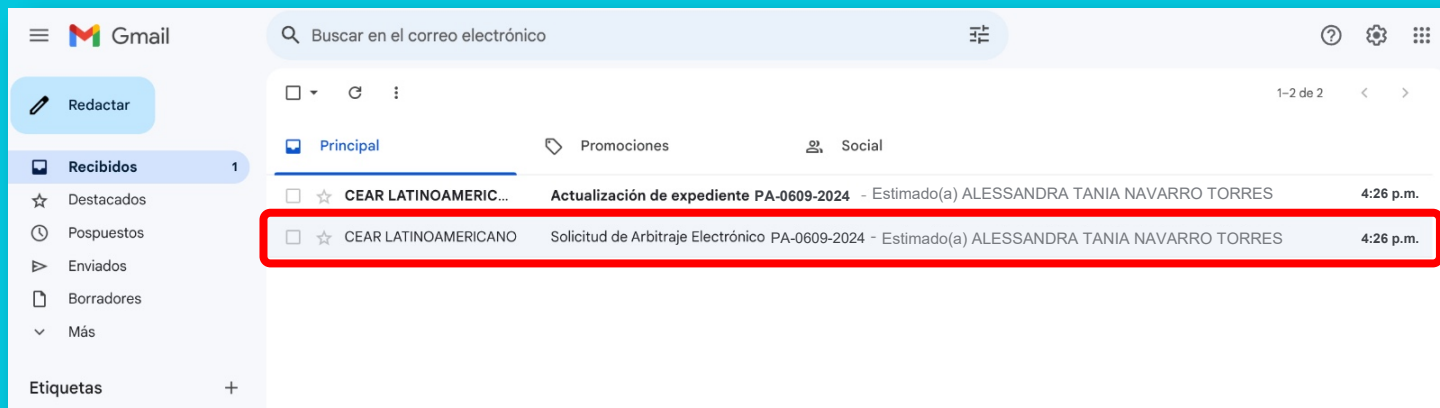 Gmail
Buscar en el correo electrónico
Redactar
1–2 de 2
Principal
Promociones
Social
Recibidos 1
CEAR LATINOAMERIC... Actualización de expediente PA-0609-2024 - Estimado(a) ALESSANDRA TANIA NAVARRO TORRES 4:26 p.m.
Destacados
Pospuestos
CEAR LATINOAMERICANO Solicitud de Arbitraje Electrónico PA-0609-2024 - Estimado(a) ALESSANDRA TANIA NAVARRO TORRES 4:26 p.m.
Enviados
Borradores
Más
Etiquetas